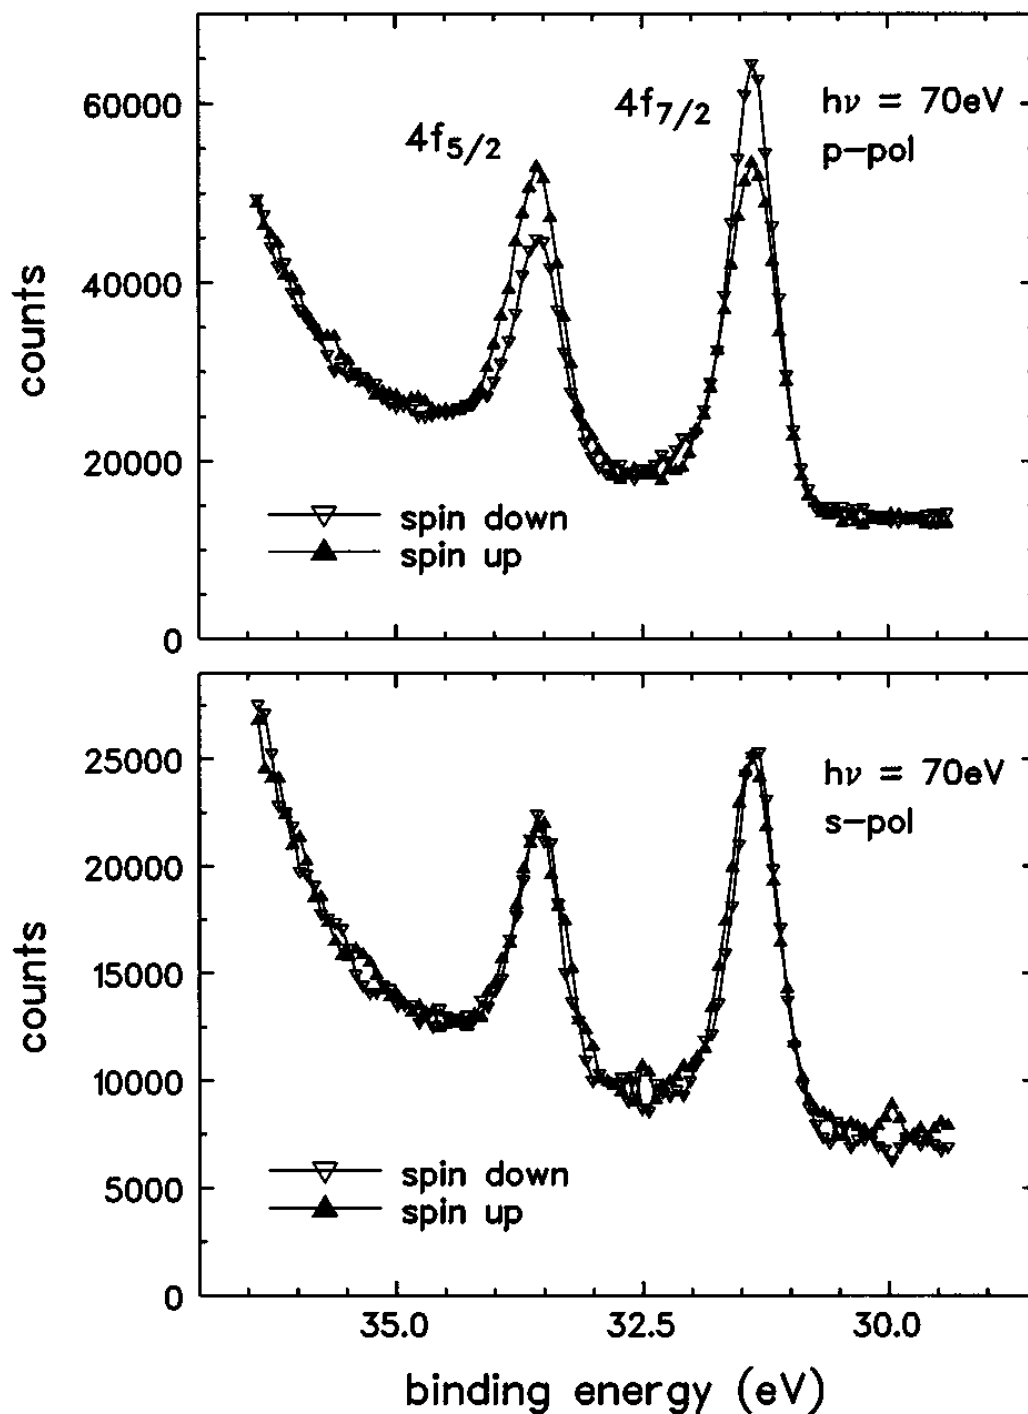 4f5/2
4f7/2
hν = 70eV
p-pol
counts
60000
40000
20000
0
spin down
spin up
hν = 70eV
s-pol
counts
25000
20000
15000
10000
5000
0
spin down
spin up
35.0 32.5 30.0
binding energy (eV)